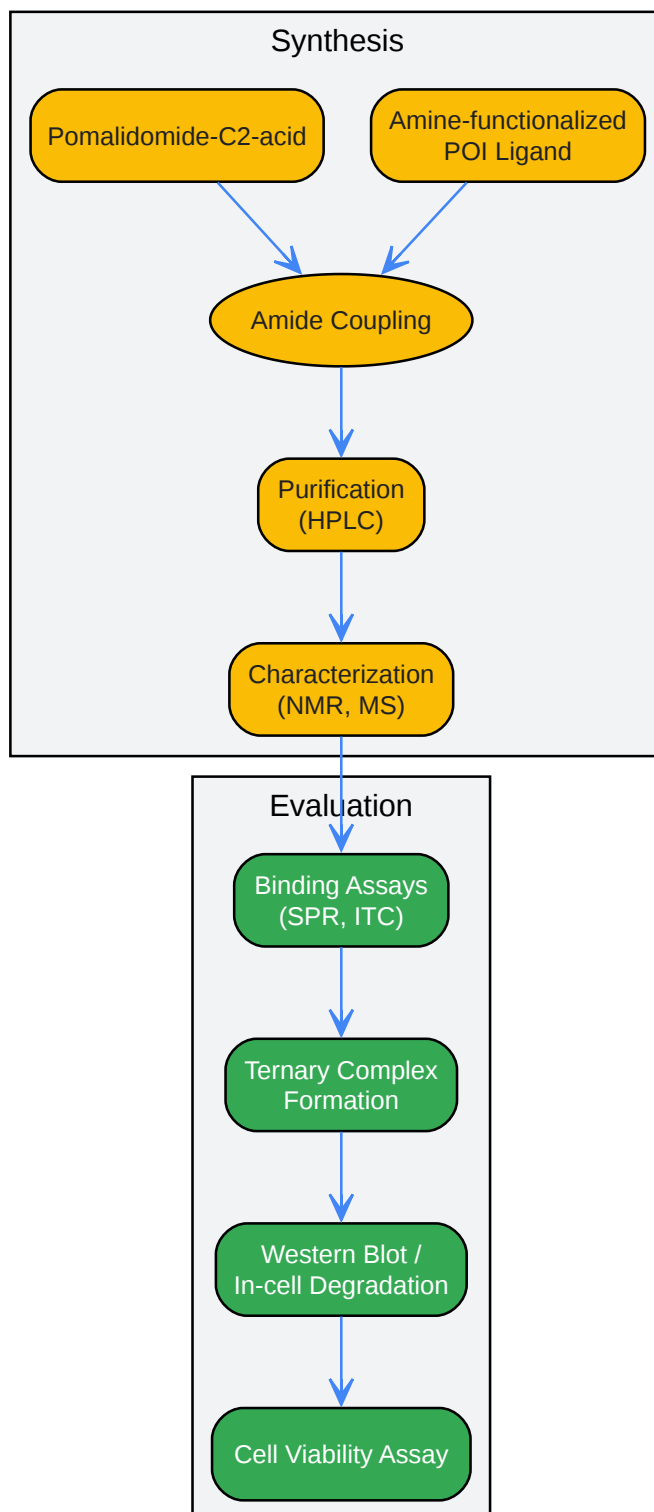 Synthesis
Pomalidomide-C2-acid
Amine-functionalized
POI Ligand
Amide Coupling
Purification
(HPLC)
Characterization
(NMR, MS)
Evaluation
Binding Assays
(SPR, ITC)
Ternary Complex
Formation
Western Blot /
In-cell Degradation
Cell Viability Assay